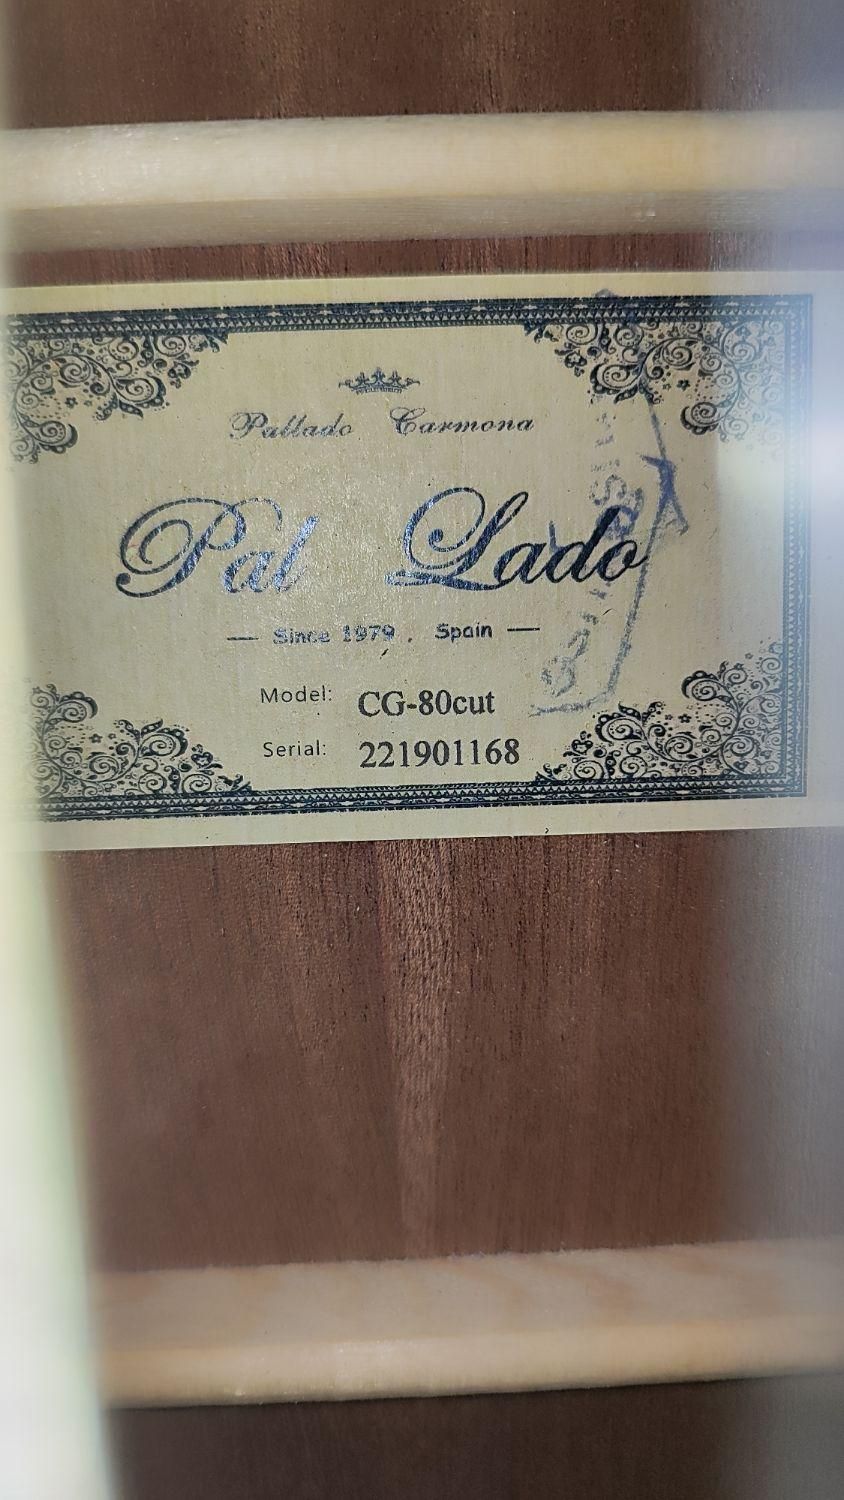 Pallado Carmona
Pal Lado
— Since 1979 . Spain —
Model: CG-80cut
Serial: 221901168